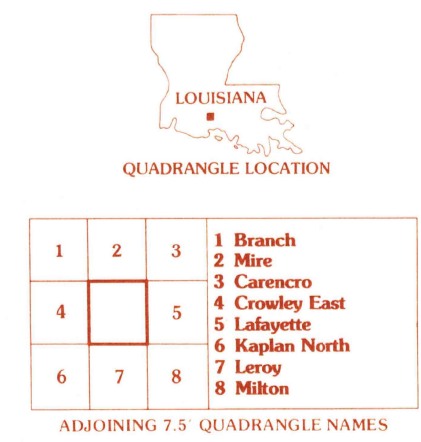 LOUISIANA
QUADRANGLE LOCATION
1 2 3
4 5
6 7 8
1 Branch
2 Mire
3 Carencro
4 Crowley East
5 Lafayette
6 Kaplan North
7 Leroy
8 Milton
ADJOINING 7.5' QUADRANGLE NAMES